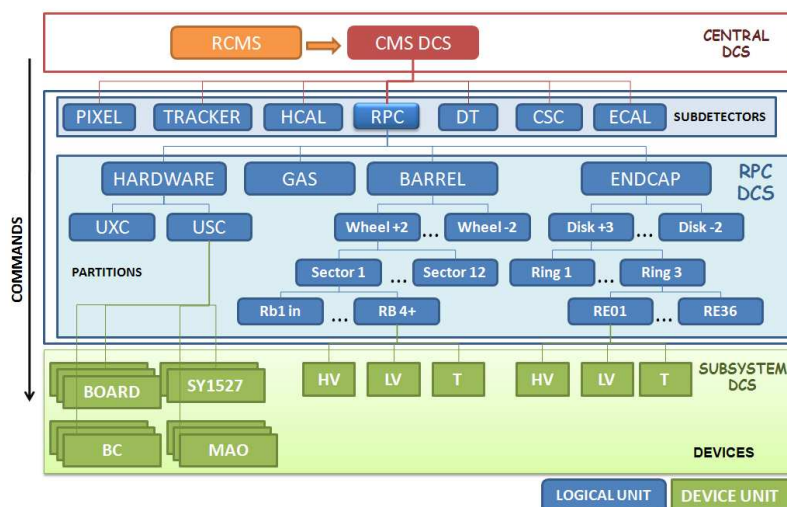 RCMS
CMS DCS
CENTRAL
DCS
COMMANDS
PIXEL
TRACKER
HCAL
RPC
DT
CSC
ECAL
SUBDETECTORS
HARDWARE
GAS
BARREL
ENDCAP
RPC
DCS
UXC
USC
Wheel +2
...
Wheel -2
Disk +3
...
Disk -2
PARTITIONS
Sector 1
...
Sector 12
Ring 1
...
Ring 3
Rb1 in
...
RB 4+
RE01
...
RE36
BOARD
SY1527
HV
LV
T
HV
LV
T
SUBSYSTEM
DCS
BC
MAO
DEVICES
LOGICAL UNIT
DEVICE UNIT